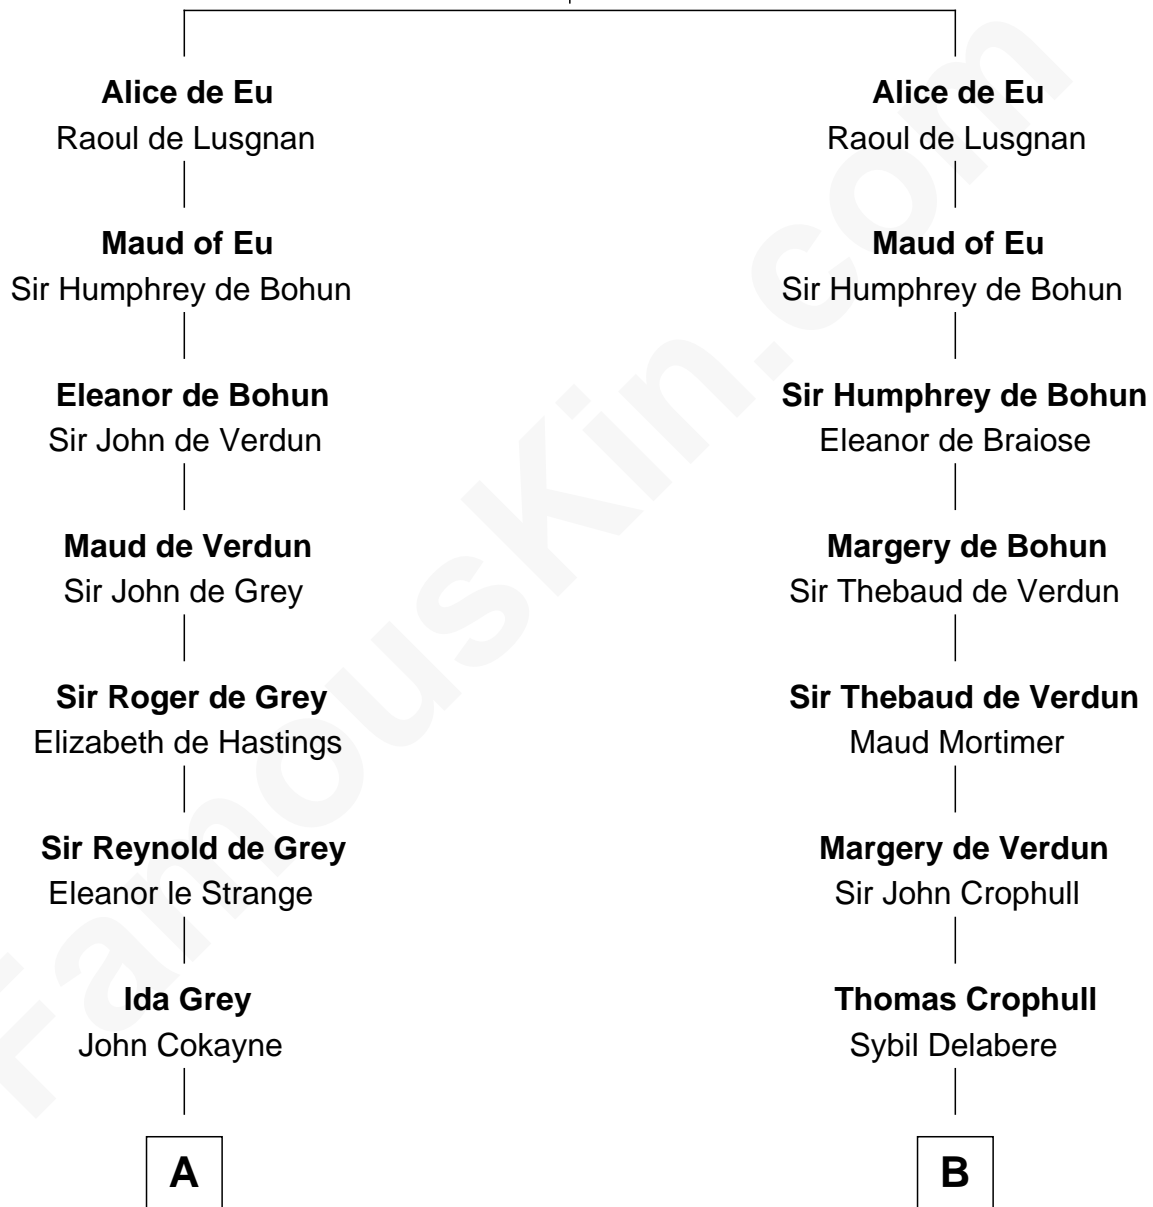 Alice de Eu
Raoul de Lusgnan
Maud of Eu
Sir Humphrey de Bohun
Eleanor de Bohun
Sir John de Verdun
Maud de Verdun
Sir John de Grey
Sir Roger de Grey
Elizabeth de Hastings
Sir Reynold de Grey
Eleanor le Strange
Ida Grey
John Cokayne
A
Alice de Eu
Raoul de Lusgnan
Maud of Eu
Sir Humphrey de Bohun
Sir Humphrey de Bohun
Eleanor de Braiose
Margery de Bohun
Sir Thebaud de Verdun
Sir Thebaud de Verdun
Maud Mortimer
Margery de Verdun
Sir John Crophull
Thomas Crophull
Sybil Delabere
B
FamousKin.com